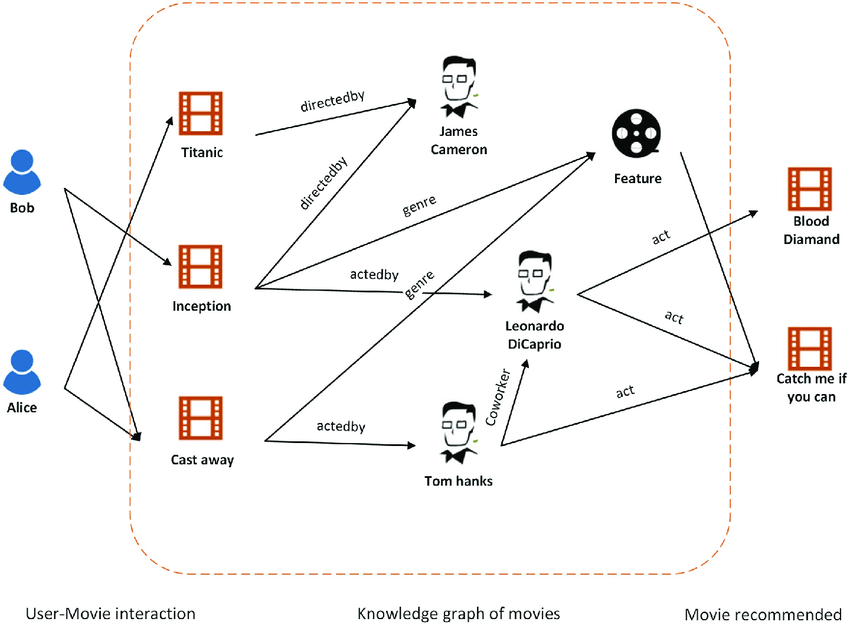 directedby
James
Cameron
Titanic
Bob
directedby
genre
Feature
Blood
Diamand
act
Inception
actedby
genre
Leonardo
DiCaprio
act
Catch me if
you can
Alice
Coworker
act
Cast away
actedby
Tom hanks
User-Movie interaction
Knowledge graph of movies
Movie recommended